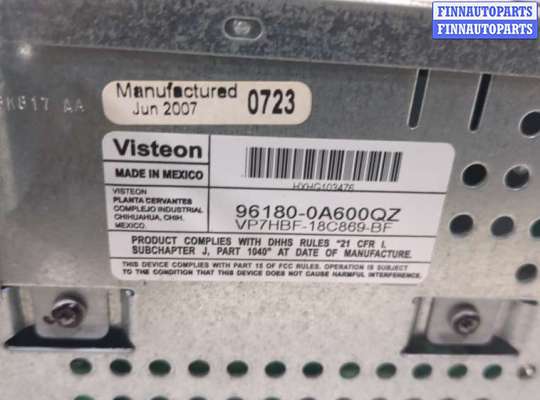 FINNAUTOPARTS
FINNAUTOPARTS
FINNAUTOPARTS
Manufactured
Jun 2007
0723
Visteon
MADE IN MEXICO
VISTEON
PLANTA CERVANTES
COMPLEJO INDUSTRIAL
CHIHUAHUA, CHIH.
MEXICO.
HXHG103476
96180-0A600QZ
VP7HBF-18C869-BF
PRODUCT COMPLIES WITH DHHS RULES "21 CFR I.
SUBCHAPTER J, PART 1040" AT DATE OF MANUFACTURE.
THIS DEVICE COMPLIES WITH PART 15 OF FCC RULES. OPERATION IS SUBJECT
TO THE CONDITION THAT THIS DEVICE DOES NOT CAUSE HARMFUL INTERFERENCE.